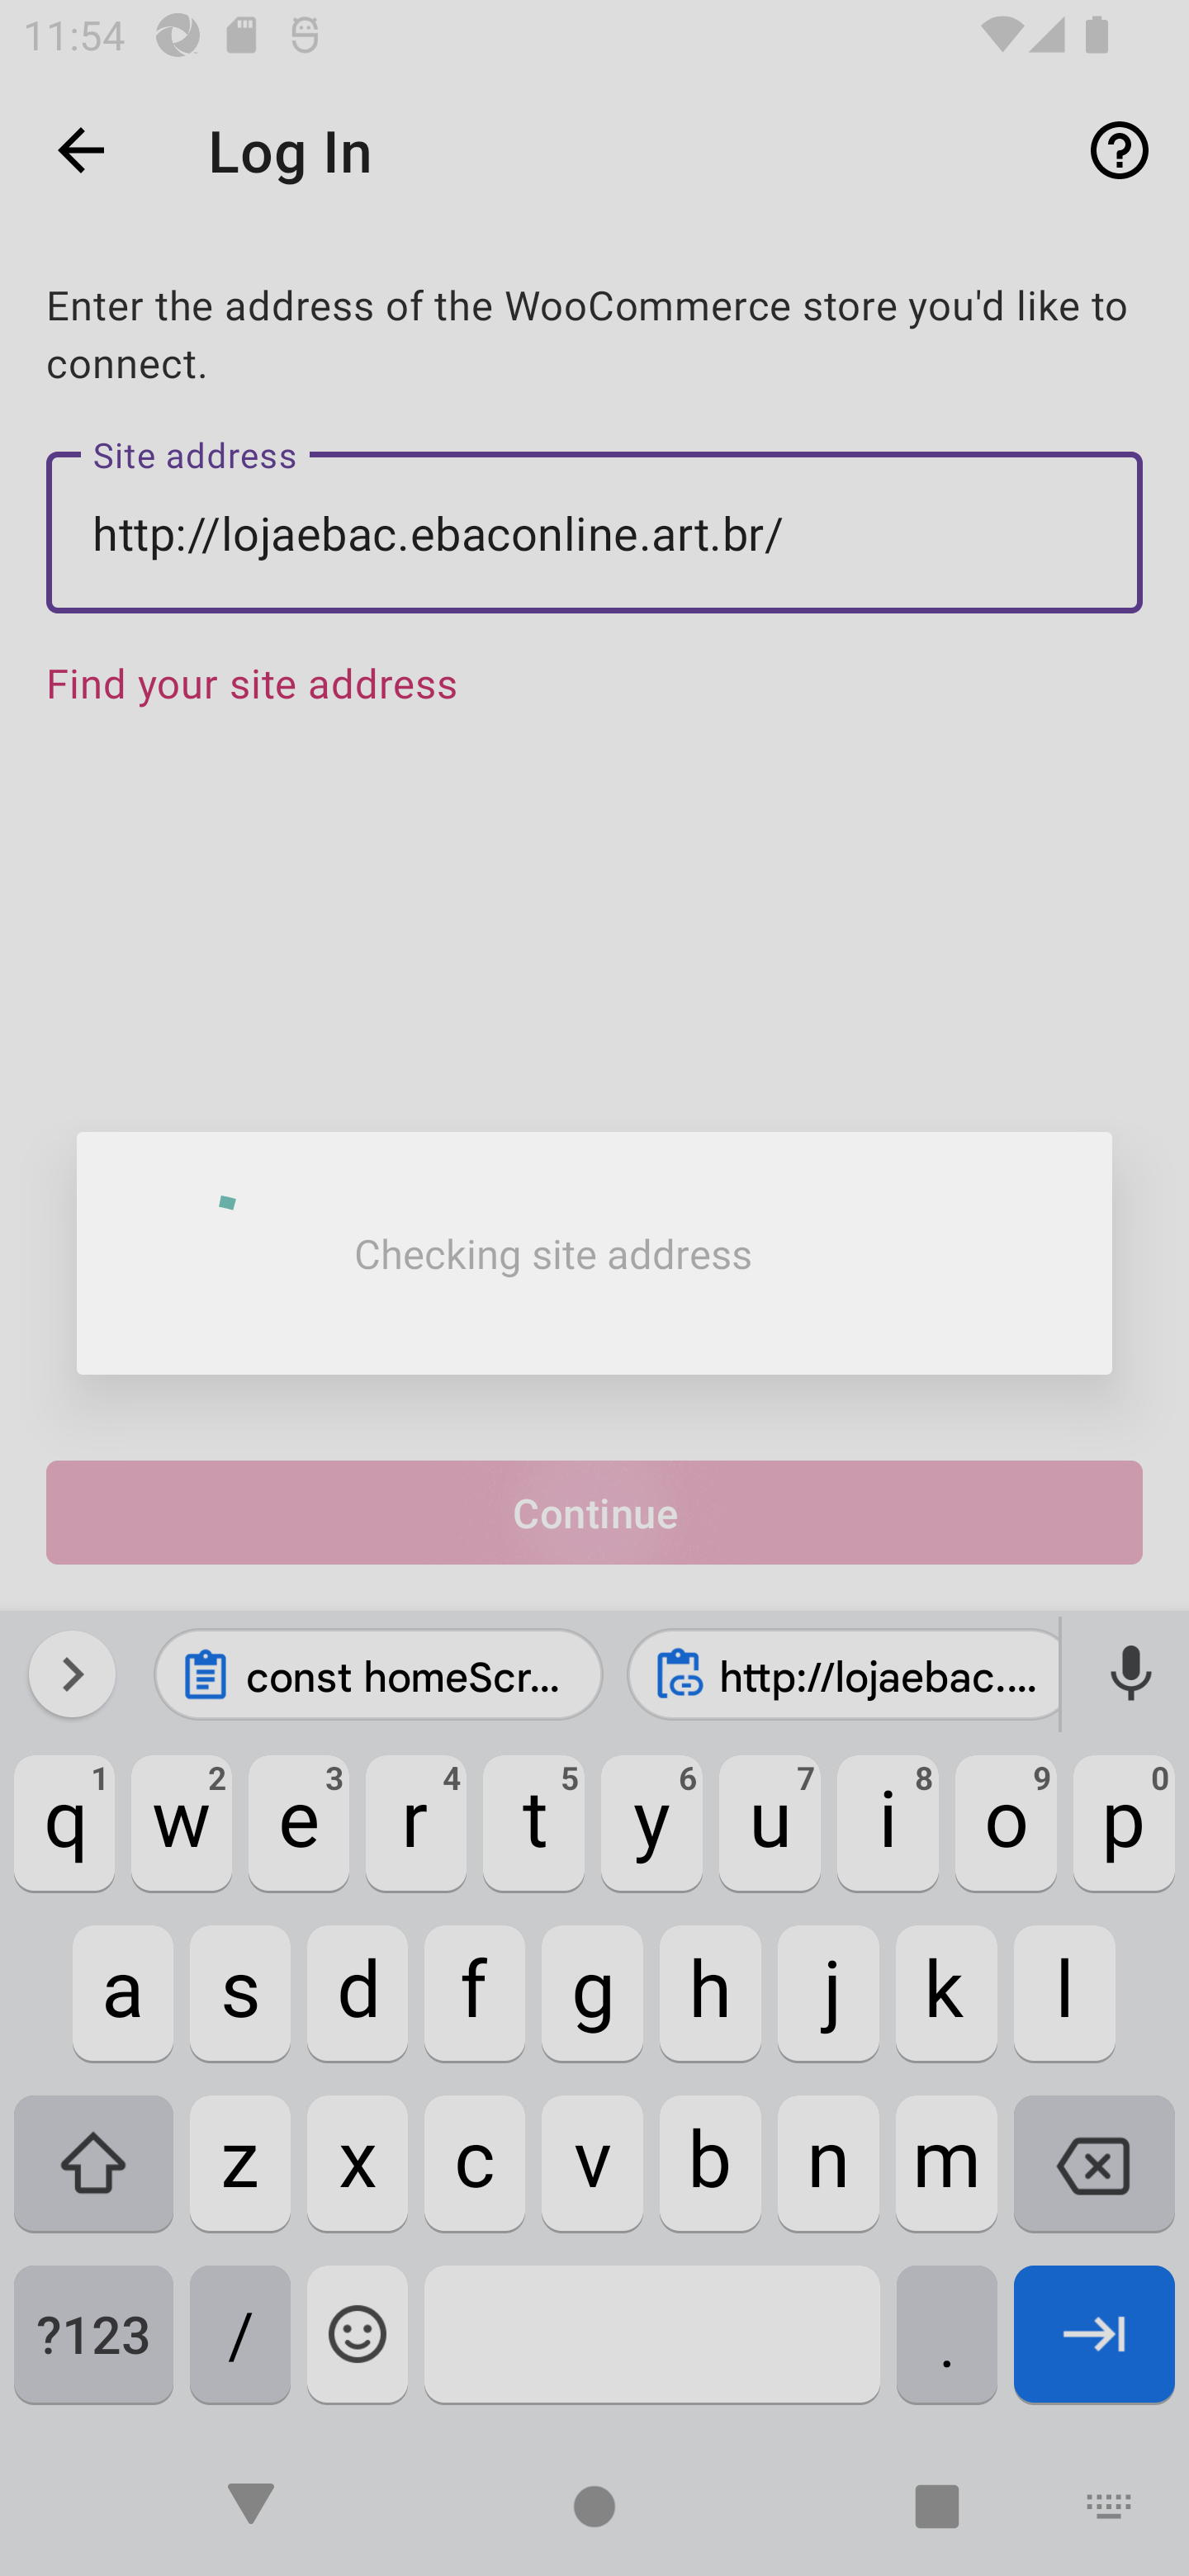 11:54
Log In
Enter the address of the WooCommerce store you'd like to
connect.
Site address
http://lojaebac.ebaconline.art.br/
Find your site address
Checking site address
Continue
const homeScr...
http://lojaebac....
1 2 3 4 5 6 7 8 9 0
q w e r t y u i o p
a s d f g h j k l
z x c v b n m
?123 / .